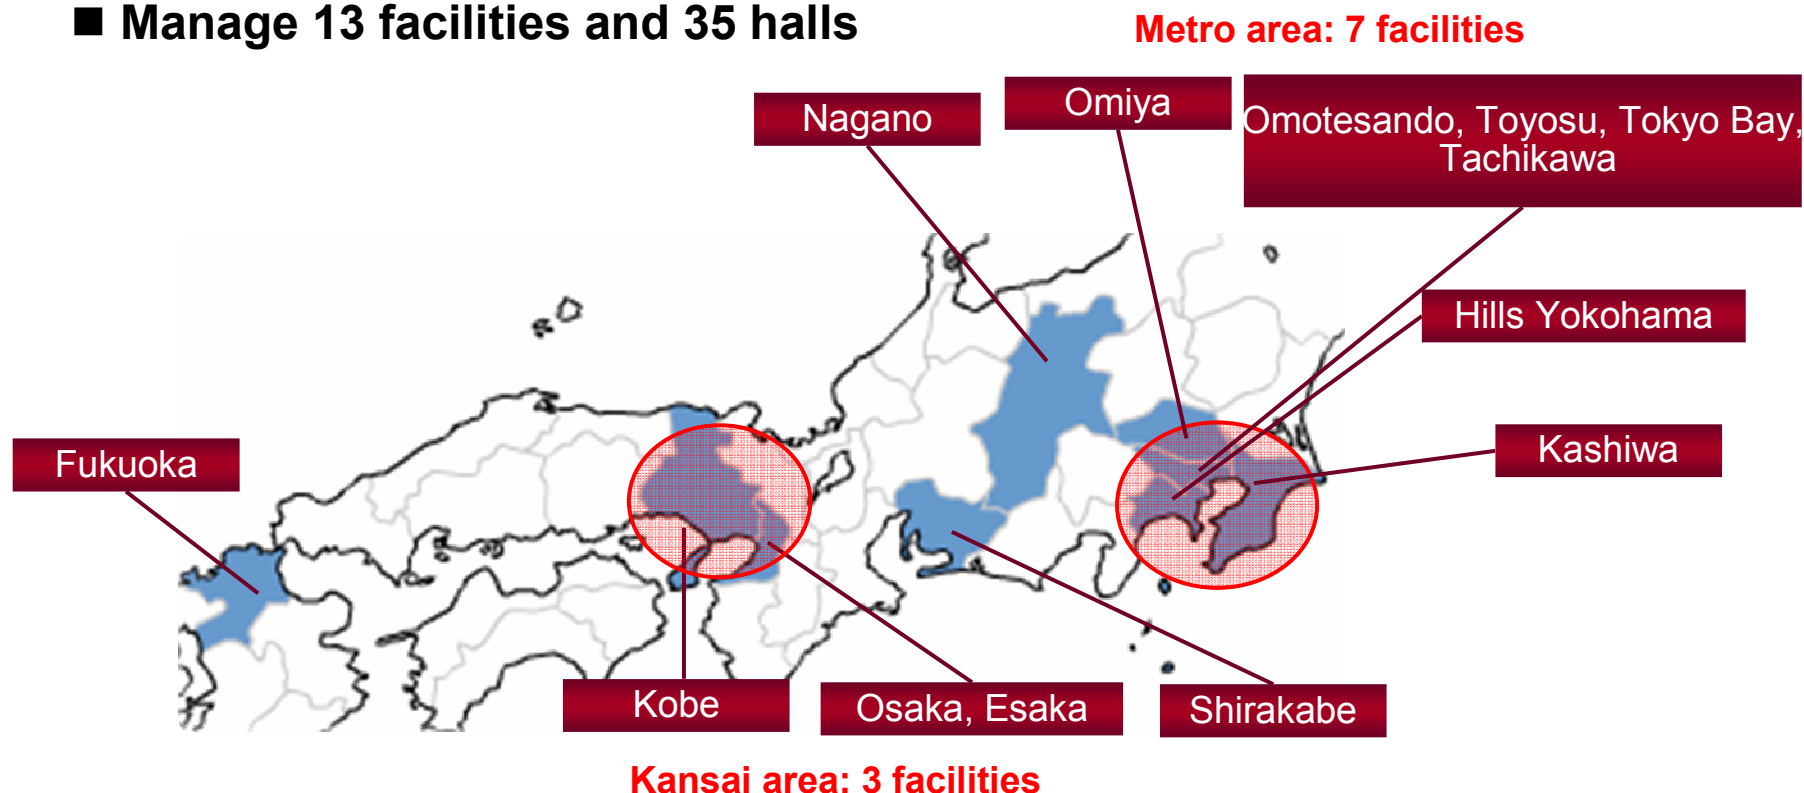 ■ Manage 13 facilities and 35 halls
Metro area: 7 facilities
Nagano
Omiya
Omotesando, Toyosu, Tokyo Bay,
Tachikawa
Hills Yokohama
Kashiwa
Fukuoka
Kobe
Osaka, Esaka
Shirakabe
Kansai area: 3 facilities